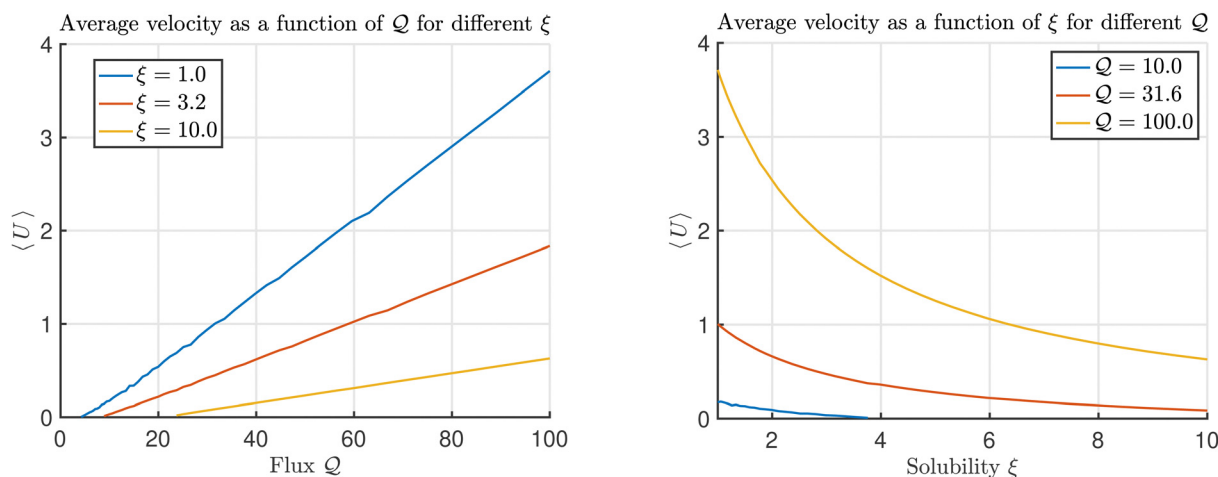 Average velocity as a function of 𝒬 for different ξ
4
3
2
1
0
ξ = 1.0
ξ = 3.2
ξ = 10.0
⟨U⟩
0 20 40 60 80 100
Flux 𝒬
Average velocity as a function of ξ for different 𝒬
4
3
2
1
0
𝒬 = 10.0
𝒬 = 31.6
𝒬 = 100.0
⟨U⟩
2 4 6 8 10
Solubility ξ